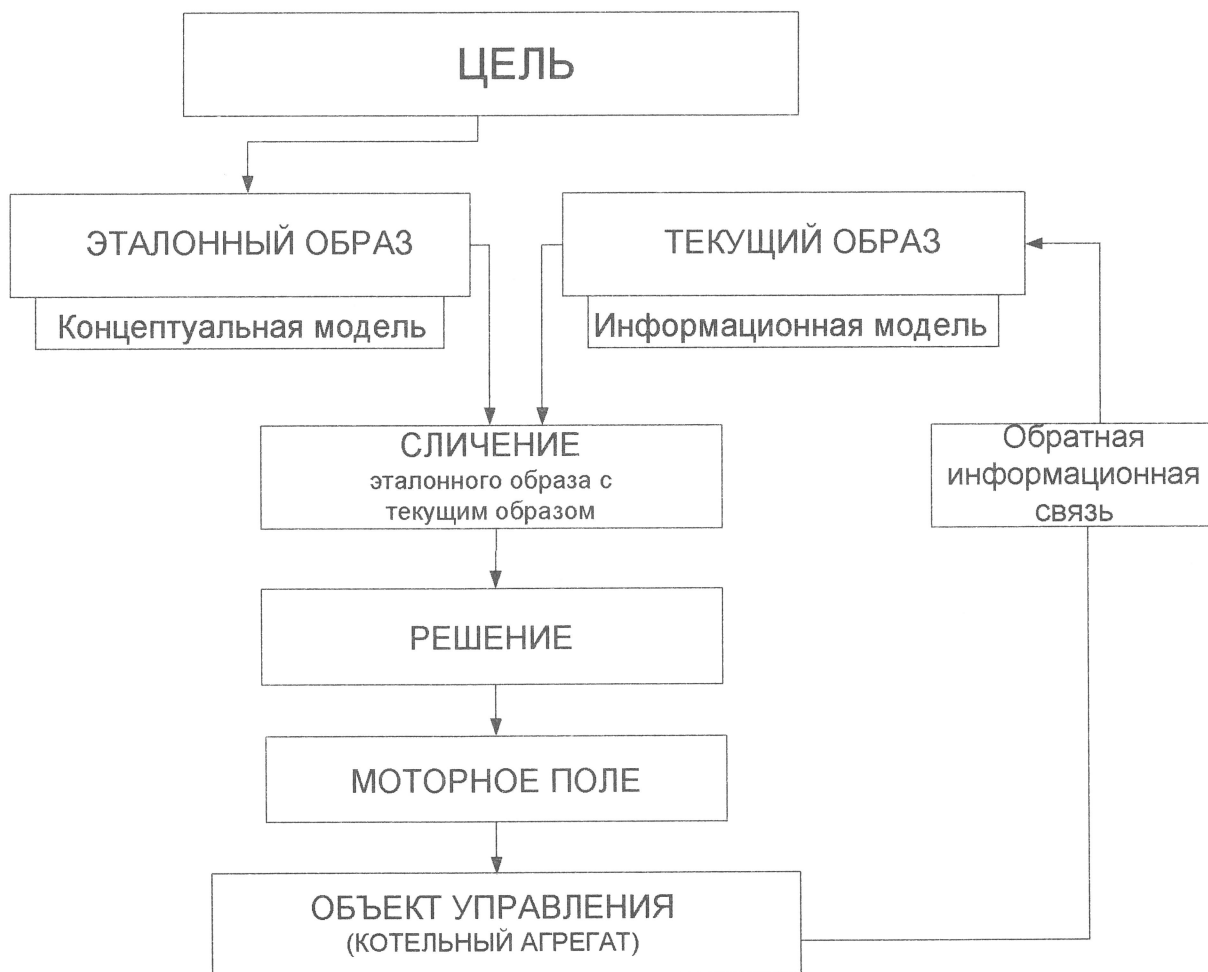 ЦЕЛЬ
ЭТАЛОННЫЙ ОБРАЗ
Концептуальная модель
ТЕКУЩИЙ ОБРАЗ
Информационная модель
СЛИЧЕНИЕ
эталонного образа с
текущим образом
Обратная
информационная
связь
РЕШЕНИЕ
МОТОРНОЕ ПОЛЕ
ОБЪЕКТ УПРАВЛЕНИЯ
(КОТЕЛЬНЫЙ АГРЕГАТ)